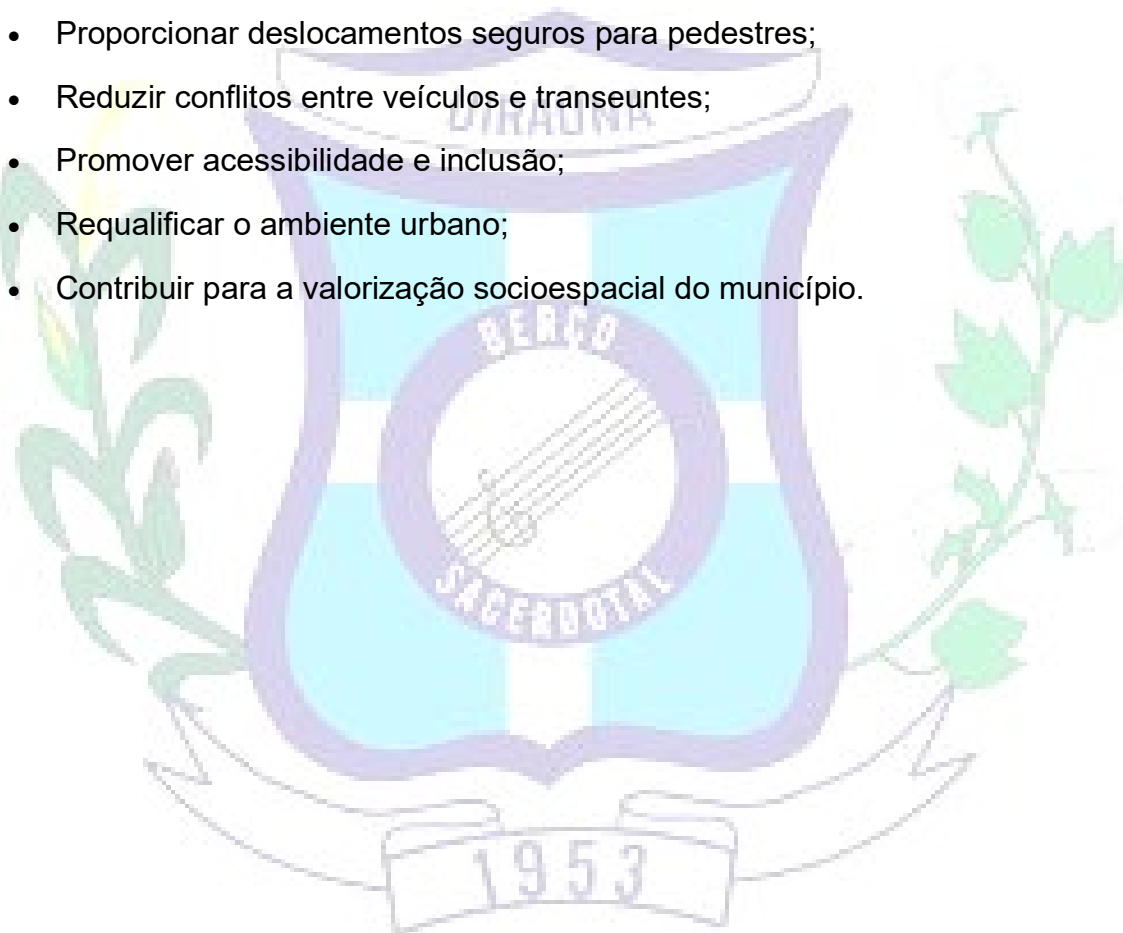 • Proporcionar deslocamentos seguros para pedestres;
• Reduzir conflitos entre veículos e transeuntes;
UIRAÚNA
• Promover acessibilidade e inclusão;
• Requalificar o ambiente urbano;
• Contribuir para a valorização socioespacial do município.
BERÇO
SACERDOTAL
1953